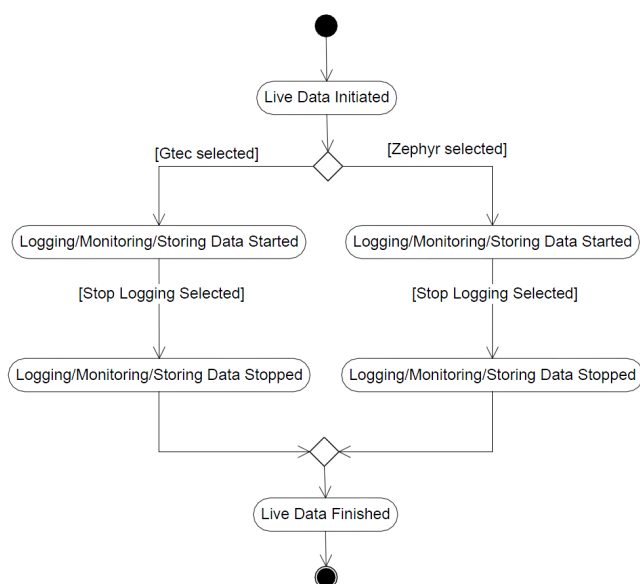 Live Data Initiated
[Gtec selected]
[Zephyr selected]
Logging/Monitoring/Storing Data Started
Logging/Monitoring/Storing Data Started
[Stop Logging Selected]
[Stop Logging Selected]
Logging/Monitoring/Storing Data Stopped
Logging/Monitoring/Storing Data Stopped
Live Data Finished